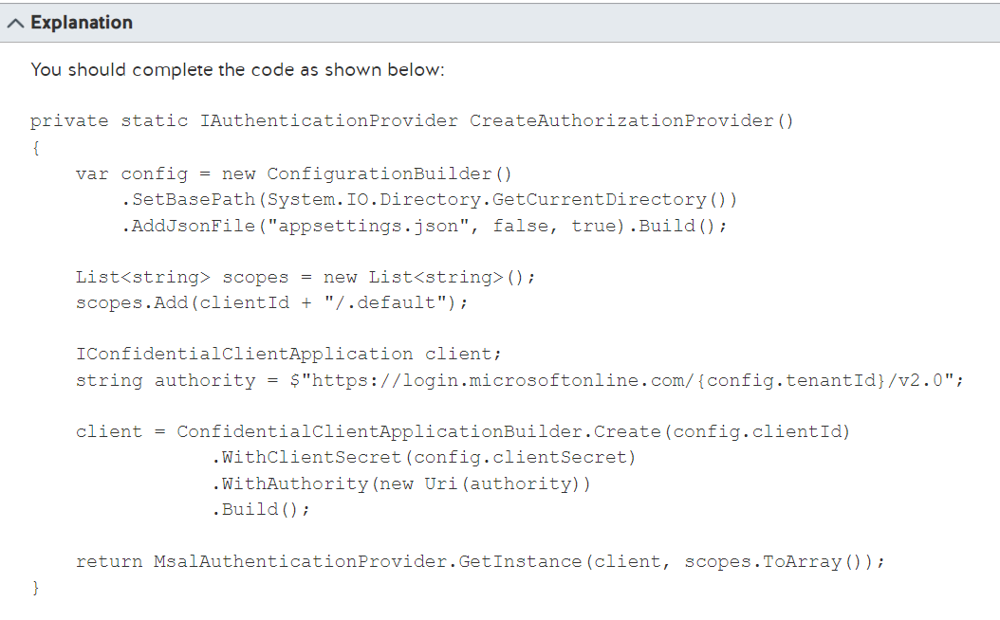 Explanation
You should complete the code as shown below:
private static IAuthenticationProvider CreateAuthorizationProvider()
{
    var config = new ConfigurationBuilder()
        .SetBasePath(System.IO.Directory.GetCurrentDirectory())
        .AddJsonFile("appsettings.json", false, true).Build();
    List<string> scopes = new List<string>();
    scopes.Add(clientId + "/.default");
    IConfidentialClientApplication client;
    string authority = $"https://login.microsoftonline.com/{config.tenantId}/v2.0";
    client = ConfidentialClientApplicationBuilder.Create(config.clientId)
                .WithClientSecret(config.clientSecret)
                .WithAuthority(new Uri(authority))
                .Build();
    return MsalAuthenticationProvider.GetInstance(client, scopes.ToArray());
}